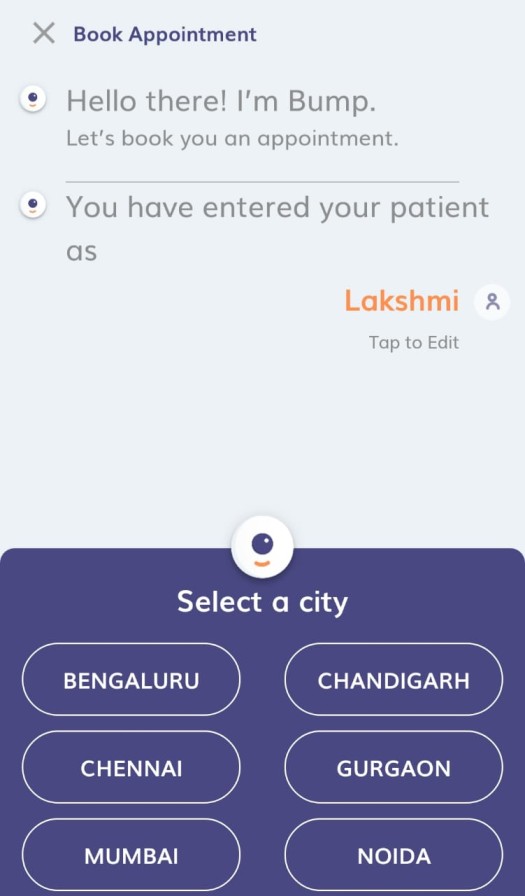 Book Appointment
Hello there! I'm Bump.
Let's book you an appointment.
You have entered your patient
as
Lakshmi
Tap to Edit
Select a city
BENGALURU
CHANDIGARH
CHENNAI
GURGAON
MUMBAI
NOIDA